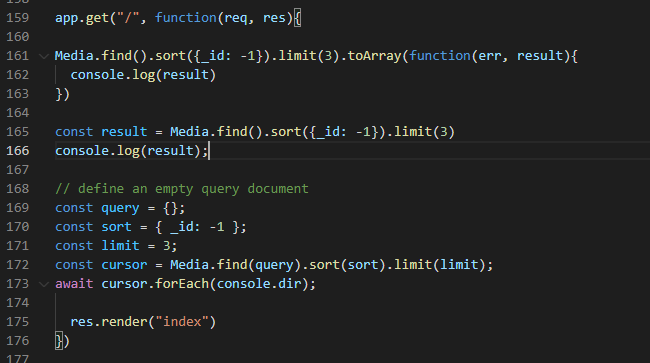 159 app.get("/", function(req, res){
160
161 Media.find().sort({_id: -1}).limit(3).toArray(function(err, result){
162   console.log(result)
163 })
164
165 const result = Media.find().sort({_id: -1}).limit(3)
166 console.log(result);
167
168 // define an empty query document
169 const query = {};
170 const sort = { _id: -1 };
171 const limit = 3;
172 const cursor = Media.find(query).sort(sort).limit(limit);
173 await cursor.forEach(console.dir);
174
175   res.render("index")
176 })
177